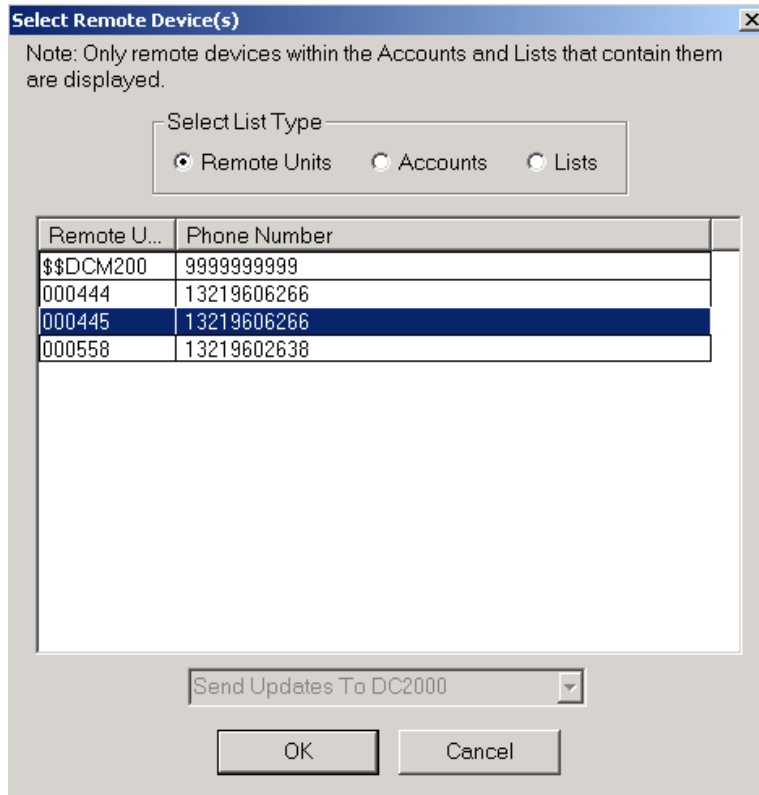 Select Remote Device(s)
Note: Only remote devices within the Accounts and Lists that contain them
are displayed.
Select List Type
Remote Units Accounts Lists
Remote U... Phone Number
$$DCM200 9999999999
000444 13219606266
000445 13219606266
000558 13219602638
Send Updates To DC2000
OK Cancel